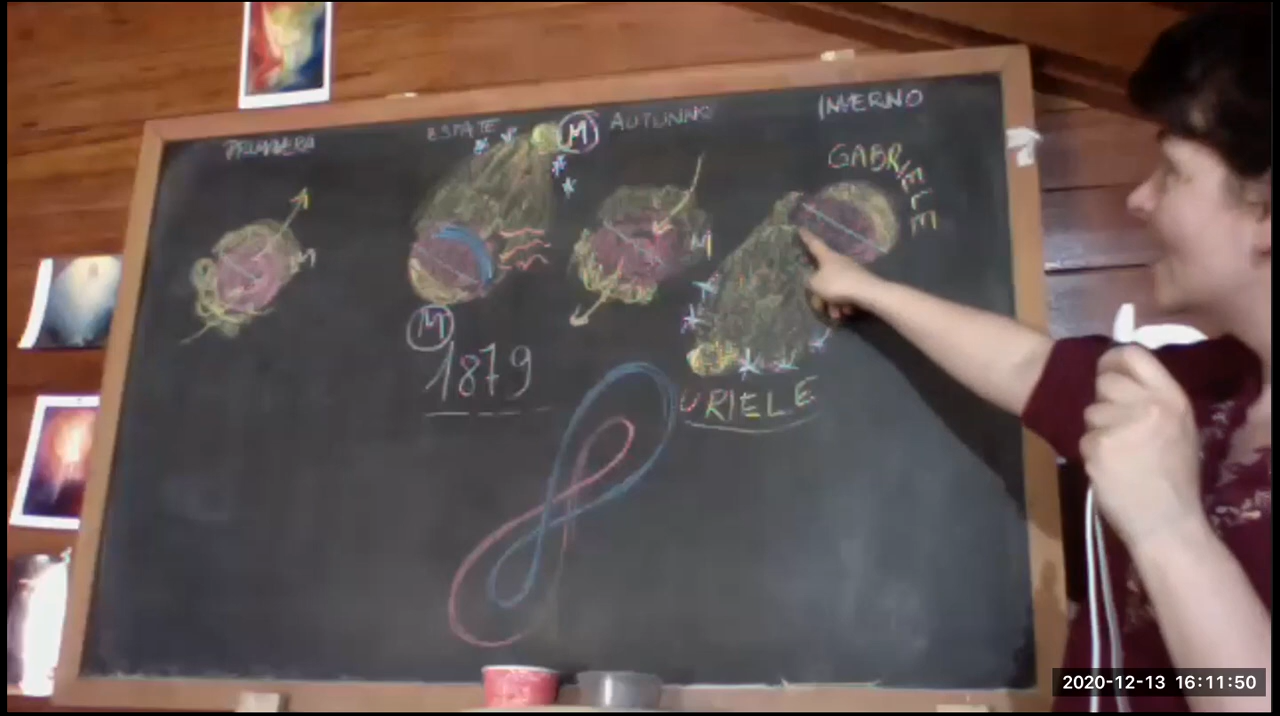 PRIMAVERA
ESTATE
AUTUNNO
INVERNO
M
GABRIELE
M
M
M
1879
URIELE
2020-12-13 16:11:50